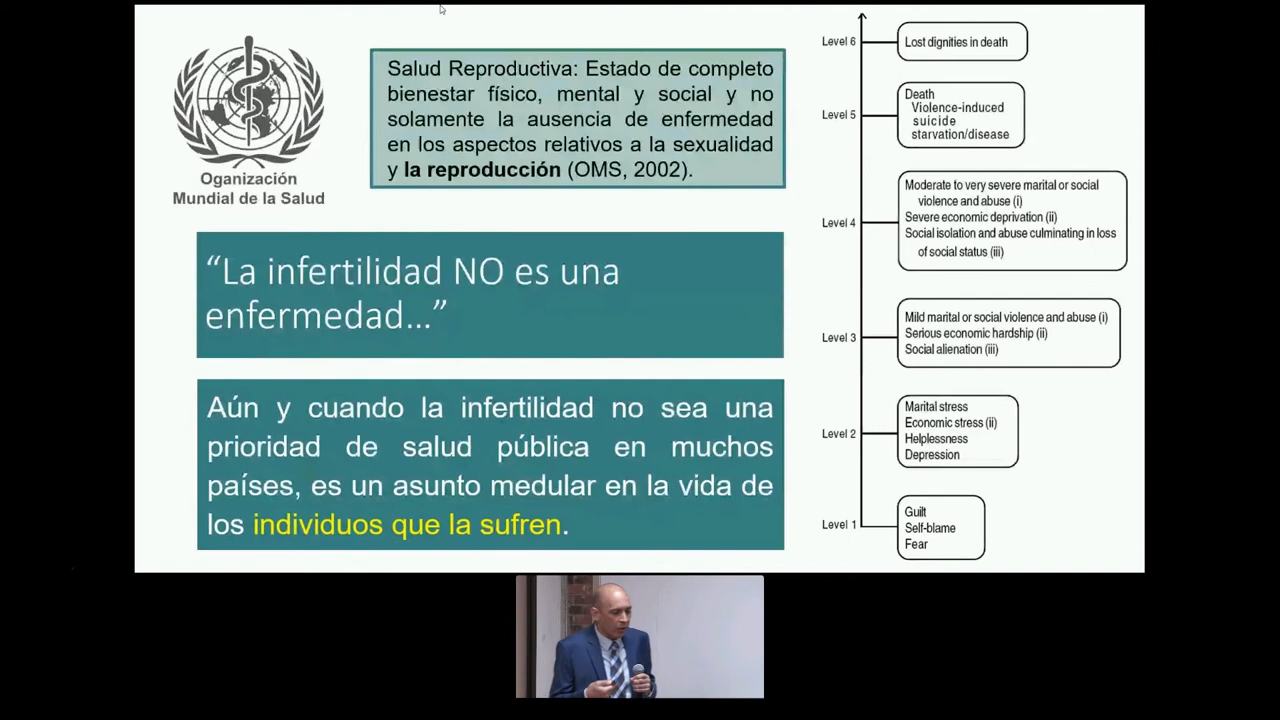 Oganización
Mundial de la Salud
Salud Reproductiva: Estado de completo
bienestar físico, mental y social y no
solamente la ausencia de enfermedad
en los aspectos relativos a la sexualidad
y la reproducción (OMS, 2002).
“La infertilidad NO es una
enfermedad...”
Aún y cuando la infertilidad no sea una
prioridad de salud pública en muchos
países, es un asunto medular en la vida de
los individuos que la sufren.
Level 6
Lost dignities in death
Level 5
Death
Violence-induced
suicide
starvation/disease
Level 4
Moderate to very severe marital or social
violence and abuse (i)
Severe economic deprivation (ii)
Social isolation and abuse culminating in loss
of social status (iii)
Level 3
Mild marital or social violence and abuse (i)
Serious economic hardship (ii)
Social alienation (iii)
Level 2
Marital stress
Economic stress (ii)
Helplessness
Depression
Level 1
Guilt
Self-blame
Fear